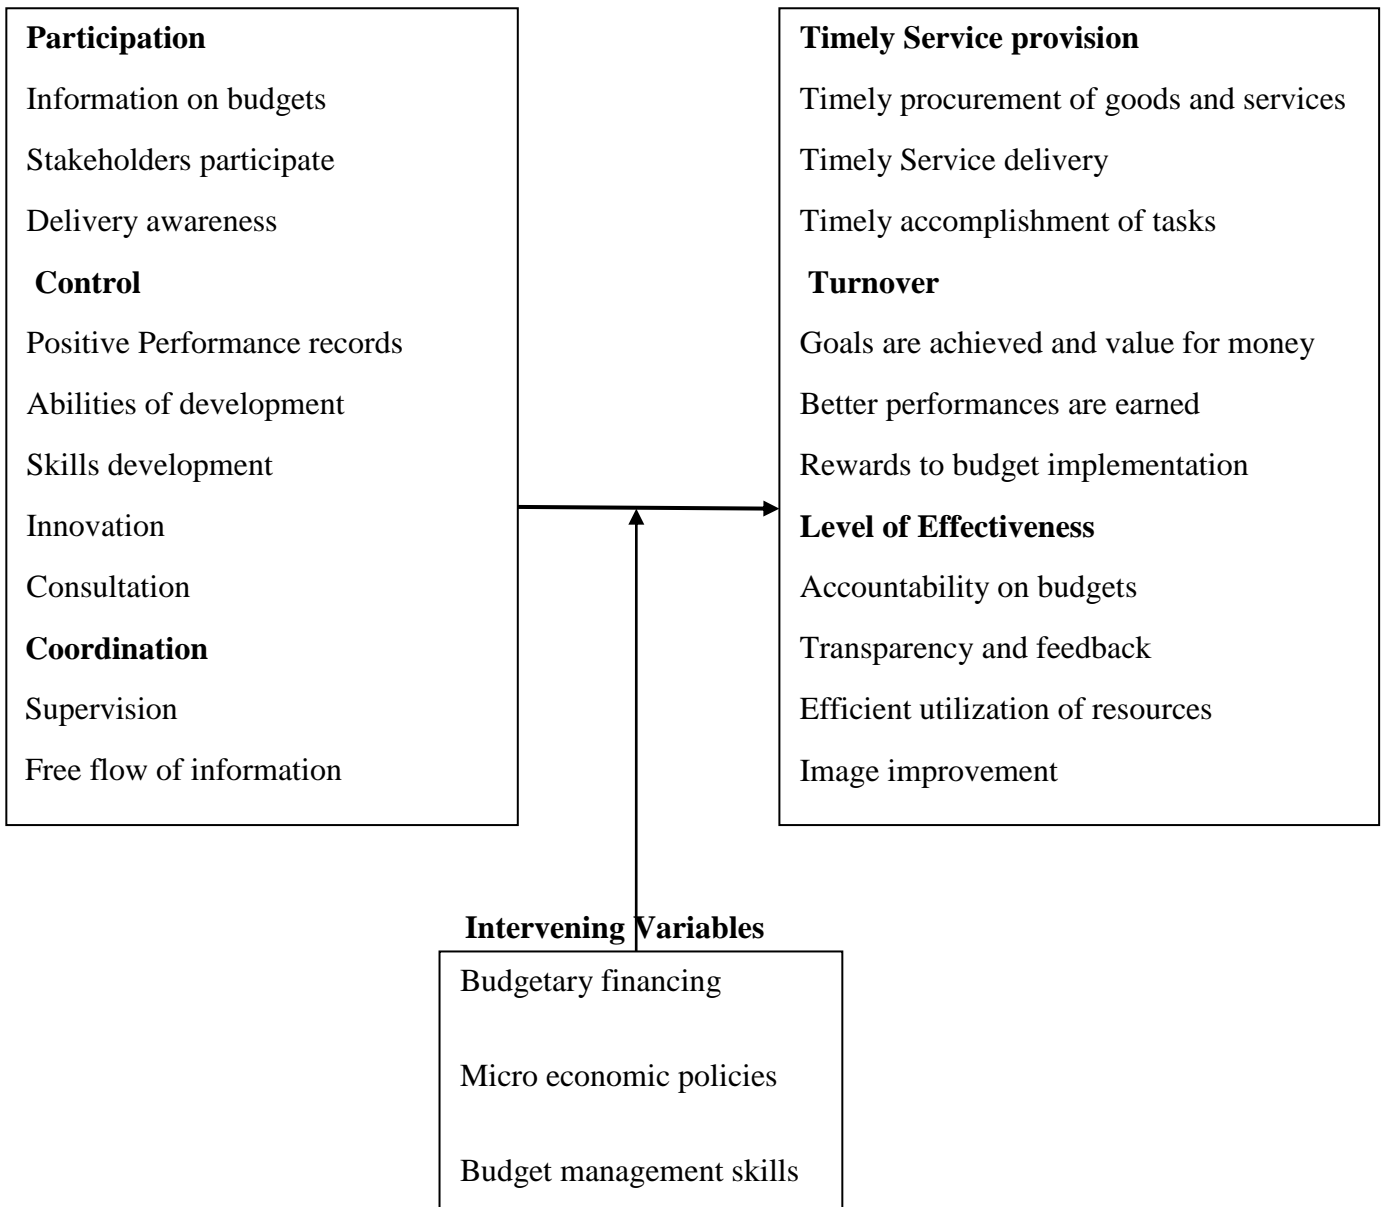 Participation
Information on budgets
Stakeholders participate
Delivery awareness
Control
Positive Performance records
Abilities of development
Skills development
Innovation
Consultation
Coordination
Supervision
Free flow of information
Timely Service provision
Timely procurement of goods and services
Timely Service delivery
Timely accomplishment of tasks
Turnover
Goals are achieved and value for money
Better performances are earned
Rewards to budget implementation
Level of Effectiveness
Accountability on budgets
Transparency and feedback
Efficient utilization of resources
Image improvement
Intervening Variables
Budgetary financing
Micro economic policies
Budget management skills